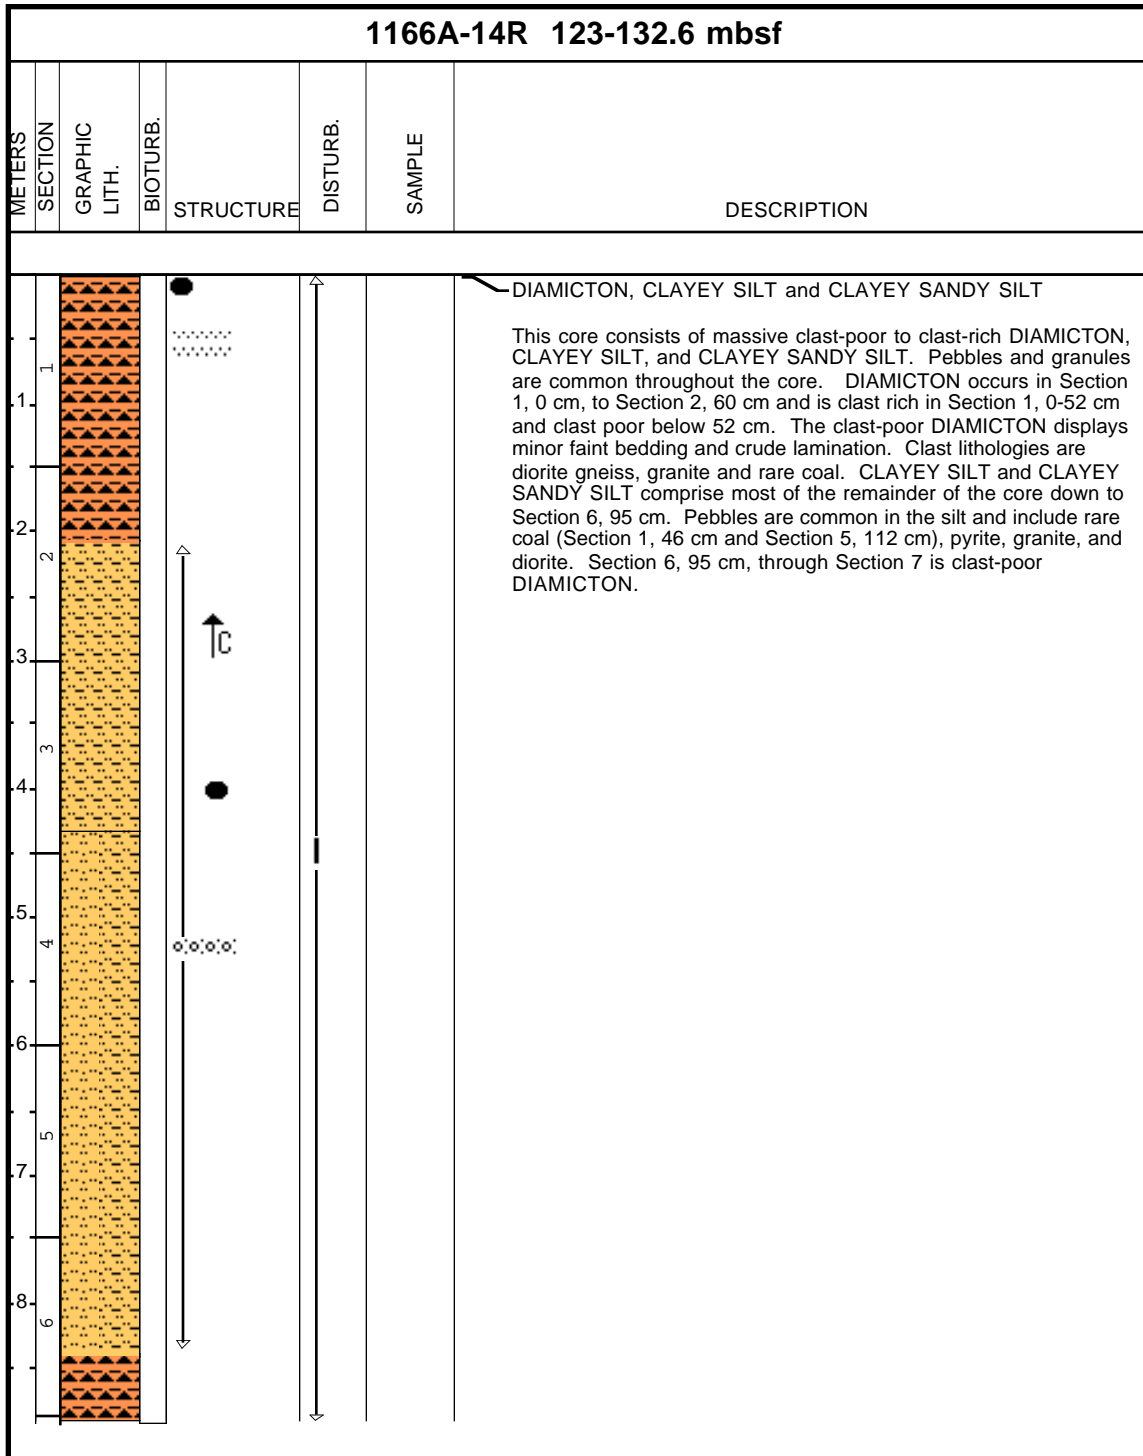 1166A-14R 123-132.6 mbsf
METERS
SECTION
GRAPHIC
LITH.
BIOTURB.
STRUCTURE
DISTURB.
SAMPLE
DESCRIPTION
DIAMICTON, CLAYEY SILT and CLAYEY SANDY SILT
This core consists of massive clast-poor to clast-rich DIAMICTON,
CLAYEY SILT, and CLAYEY SANDY SILT. Pebbles and granules
are common throughout the core. DIAMICTON occurs in Section
1, 0 cm, to Section 2, 60 cm and is clast rich in Section 1, 0-52 cm
and clast poor below 52 cm. The clast-poor DIAMICTON displays
minor faint bedding and crude lamination. Clast lithologies are
diorite gneiss, granite and rare coal. CLAYEY SILT and CLAYEY
SANDY SILT comprise most of the remainder of the core down to
Section 6, 95 cm. Pebbles are common in the silt and include rare
coal (Section 1, 46 cm and Section 5, 112 cm), pyrite, granite, and
diorite. Section 6, 95 cm, through Section 7 is clast-poor
DIAMICTON.
1
1
2
2
C
3
3
4
I
5
4
6
5
7
8
6